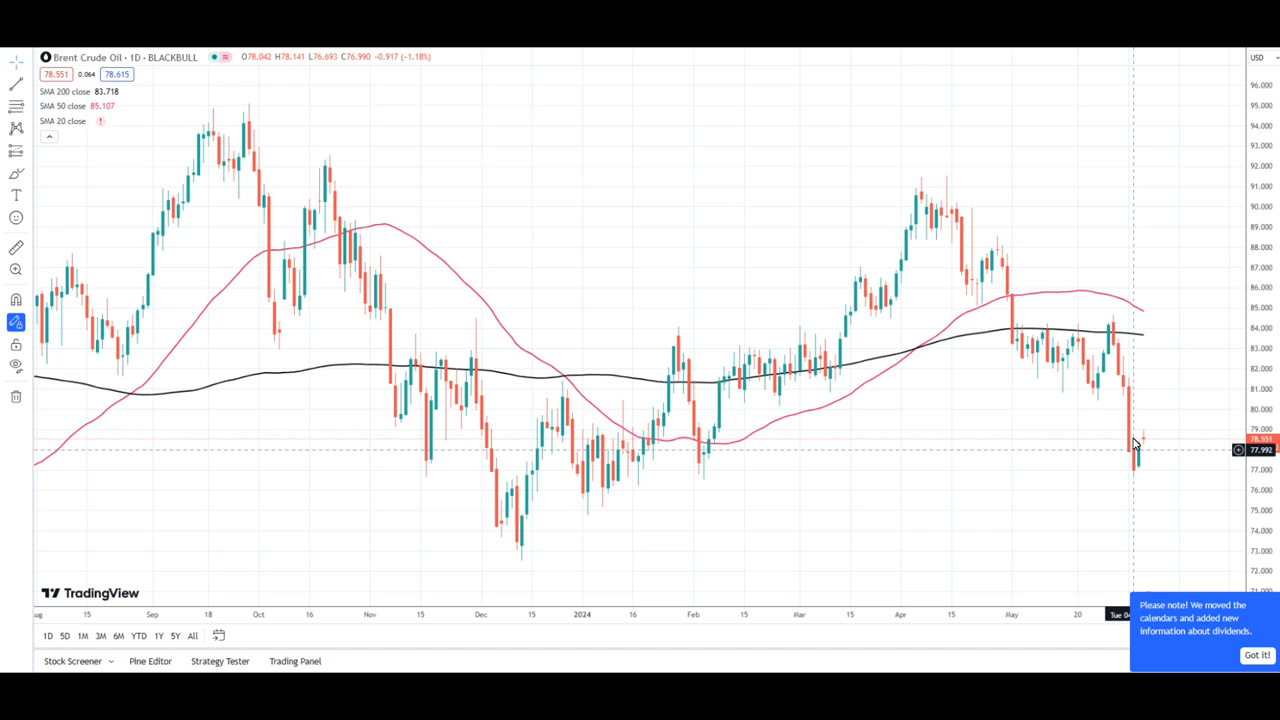 Brent Crude Oil · 1D · BLACKBULL O78.042 H78.141 L76.693 C76.990 −0.917 (−1.18%)
USD
78.551 0.064 78.615
SMA 200 close 83.718
SMA 50 close 85.107
SMA 20 close
96.000
95.000
94.000
93.000
92.000
91.000
90.000
89.000
88.000
87.000
86.000
85.000
84.000
83.000
82.000
81.000
80.000
79.000
78.551
77.992
77.000
76.000
75.000
74.000
73.000
72.000
TradingView
ug 15 Sep 18 Oct 16 Nov 15 Dec 15 2024 16 Feb 15 Mar 15 Apr 15 May 20 Tue 04
1D 5D 1M 3M 6M YTD 1Y 5Y All
Stock Screener Pine Editor Strategy Tester Trading Panel
Please note! We moved the
calendars and added new
information about dividends.
Got it!